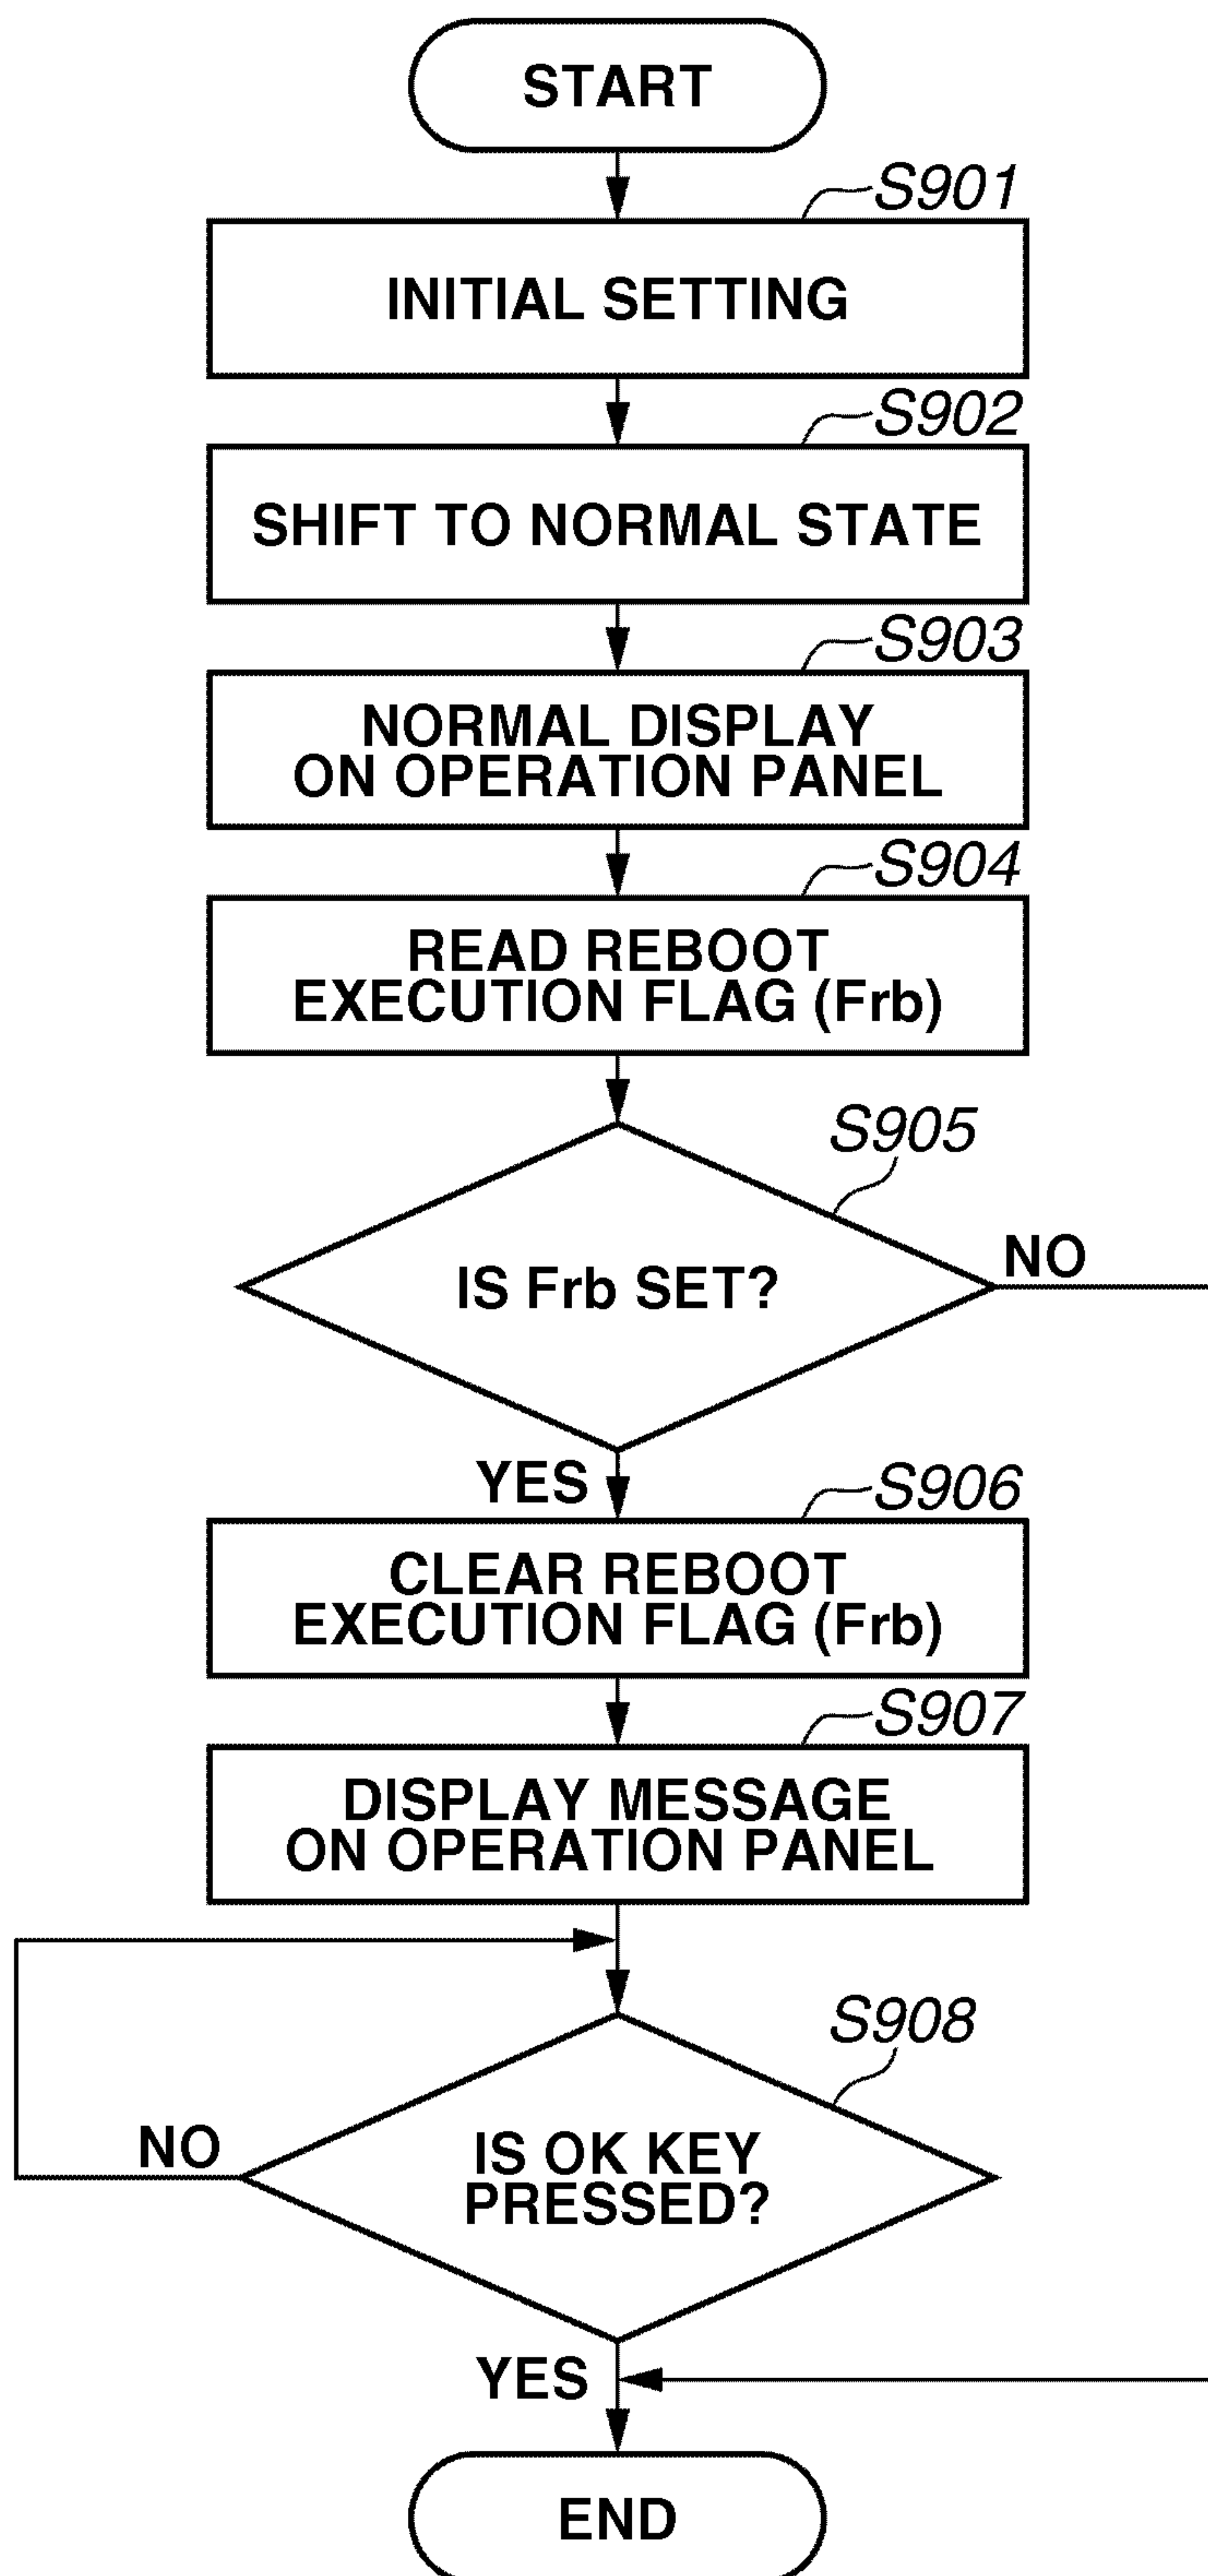 START
S901
INITIAL SETTING
S902
SHIFT TO NORMAL STATE
S903
NORMAL DISPLAY
ON OPERATION PANEL
S904
READ REBOOT
EXECUTION FLAG (Frb)
S905
IS Frb SET?
NO
YES
S906
CLEAR REBOOT
EXECUTION FLAG (Frb)
S907
DISPLAY MESSAGE
ON OPERATION PANEL
S908
IS OK KEY
PRESSED?
NO
YES
END